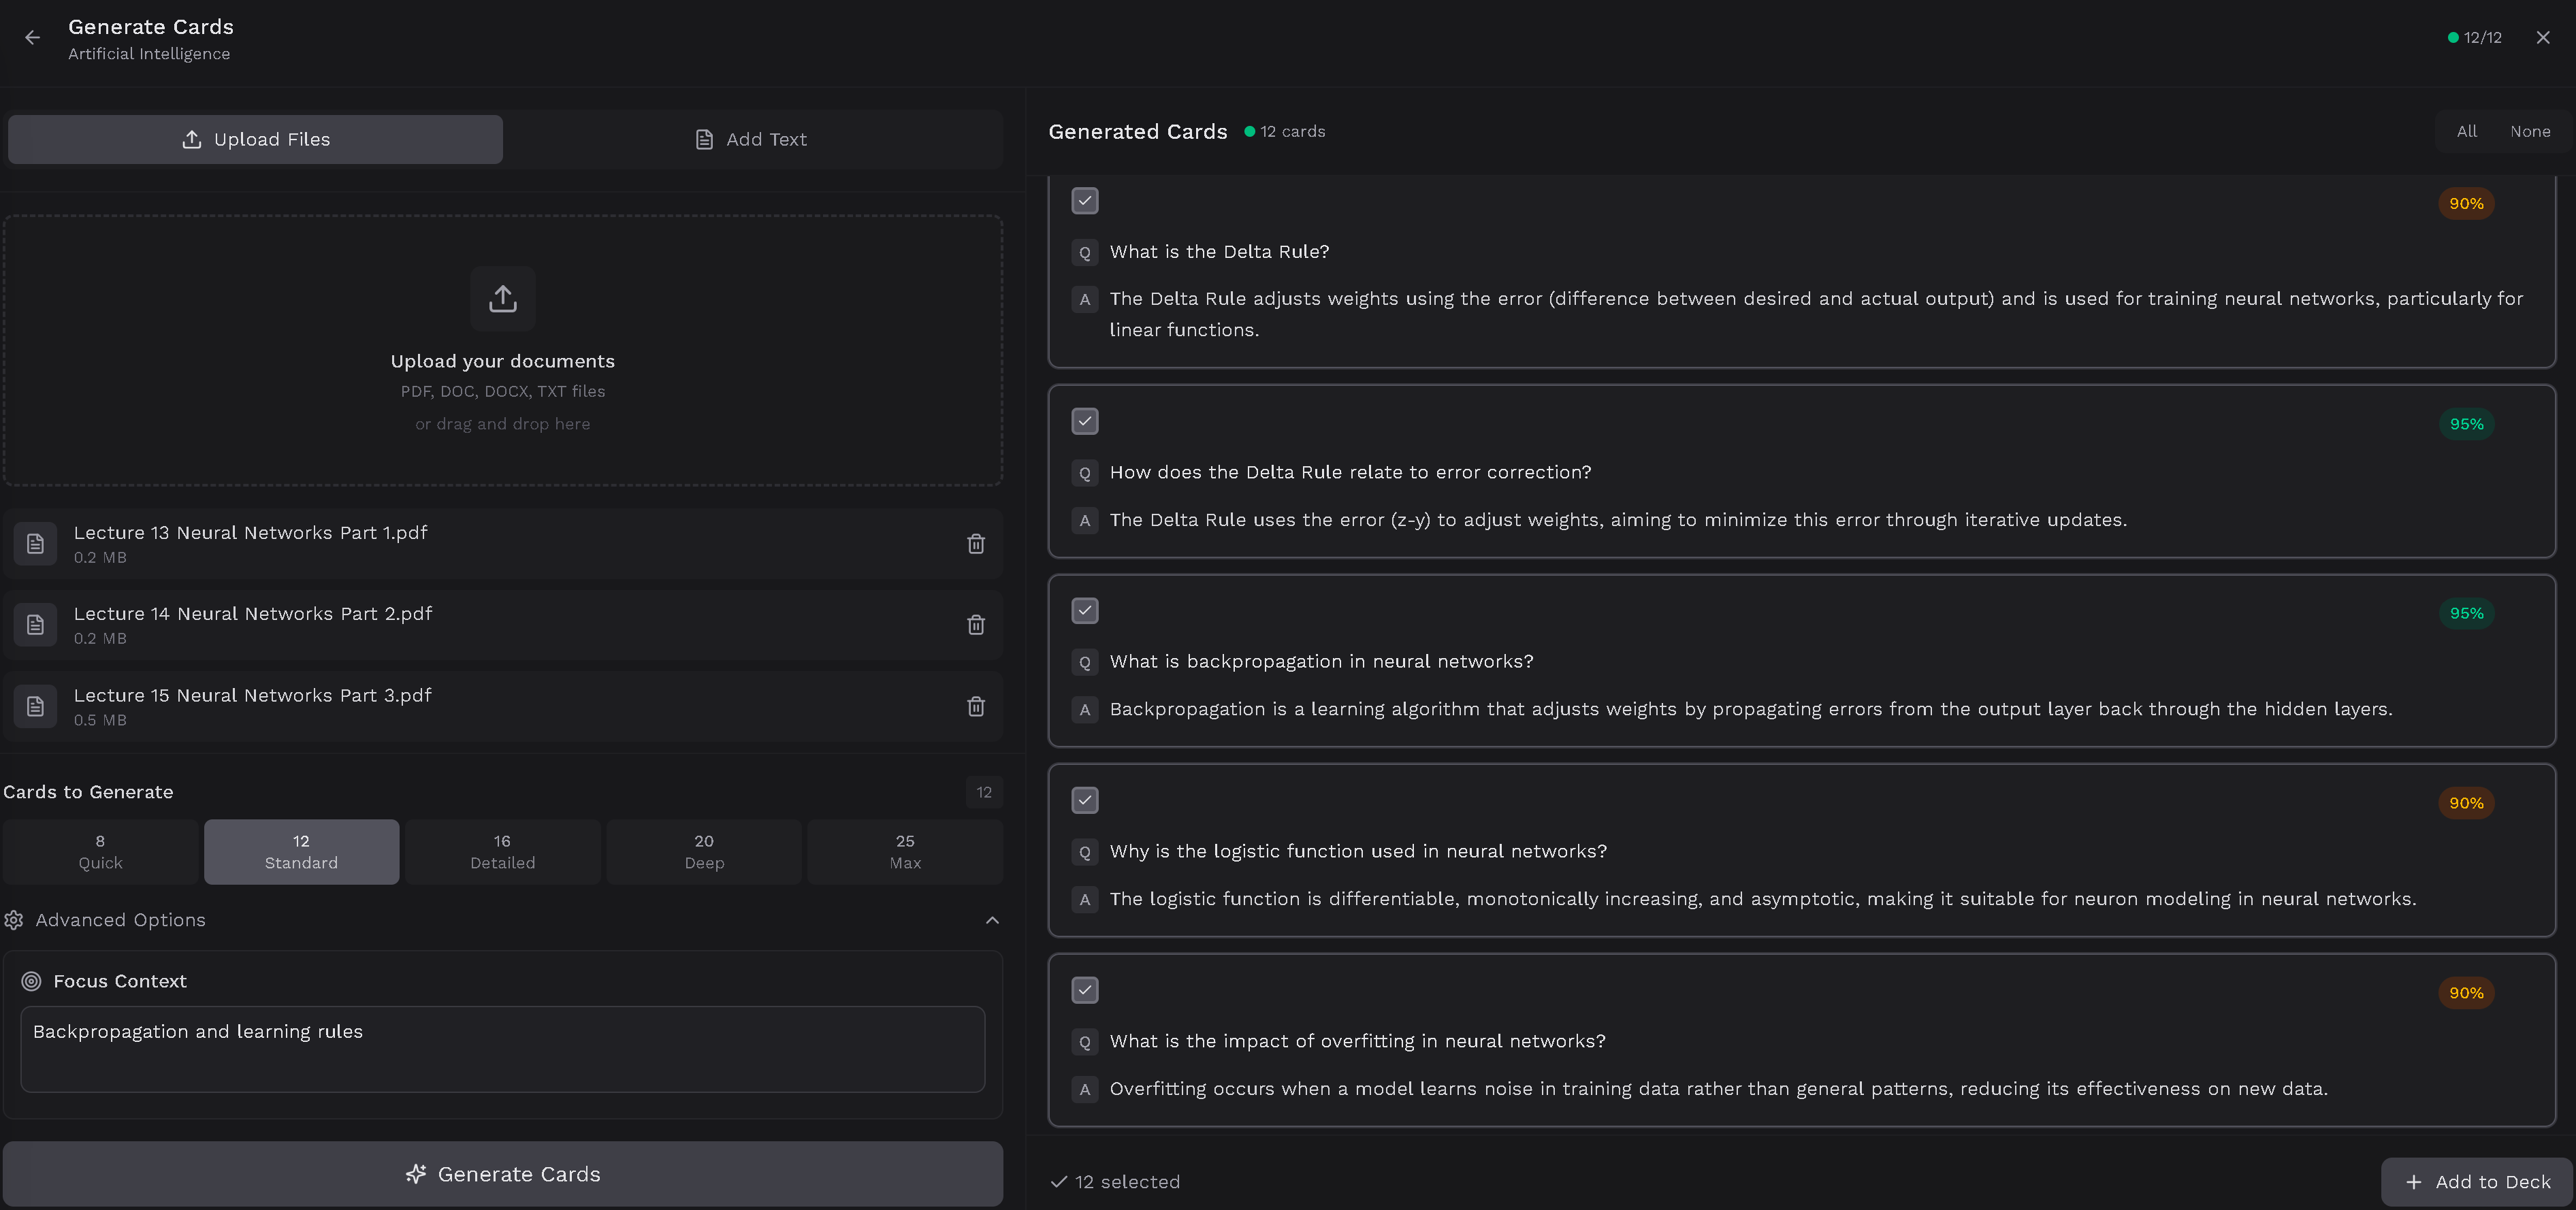 Generate Cards
Artificial Intelligence
12/12
Upload Files
Add Text
Upload your documents
PDF, DOC, DOCX, TXT files
or drag and drop here
Lecture 13 Neural Networks Part 1.pdf
0.2 MB
Lecture 14 Neural Networks Part 2.pdf
0.2 MB
Lecture 15 Neural Networks Part 3.pdf
0.5 MB
Cards to Generate
12
8
Quick
12
Standard
16
Detailed
20
Deep
25
Max
Advanced Options
Focus Context
Backpropagation and learning rules
Generate Cards
Generated Cards
12 cards
All
None
90%
Q What is the Delta Rule?
A The Delta Rule adjusts weights using the error (difference between desired and actual output) and is used for training neural networks, particularly for
linear functions.
95%
Q How does the Delta Rule relate to error correction?
A The Delta Rule uses the error (z-y) to adjust weights, aiming to minimize this error through iterative updates.
95%
Q What is backpropagation in neural networks?
A Backpropagation is a learning algorithm that adjusts weights by propagating errors from the output layer back through the hidden layers.
90%
Q Why is the logistic function used in neural networks?
A The logistic function is differentiable, monotonically increasing, and asymptotic, making it suitable for neuron modeling in neural networks.
90%
Q What is the impact of overfitting in neural networks?
A Overfitting occurs when a model learns noise in training data rather than general patterns, reducing its effectiveness on new data.
12 selected
Add to Deck